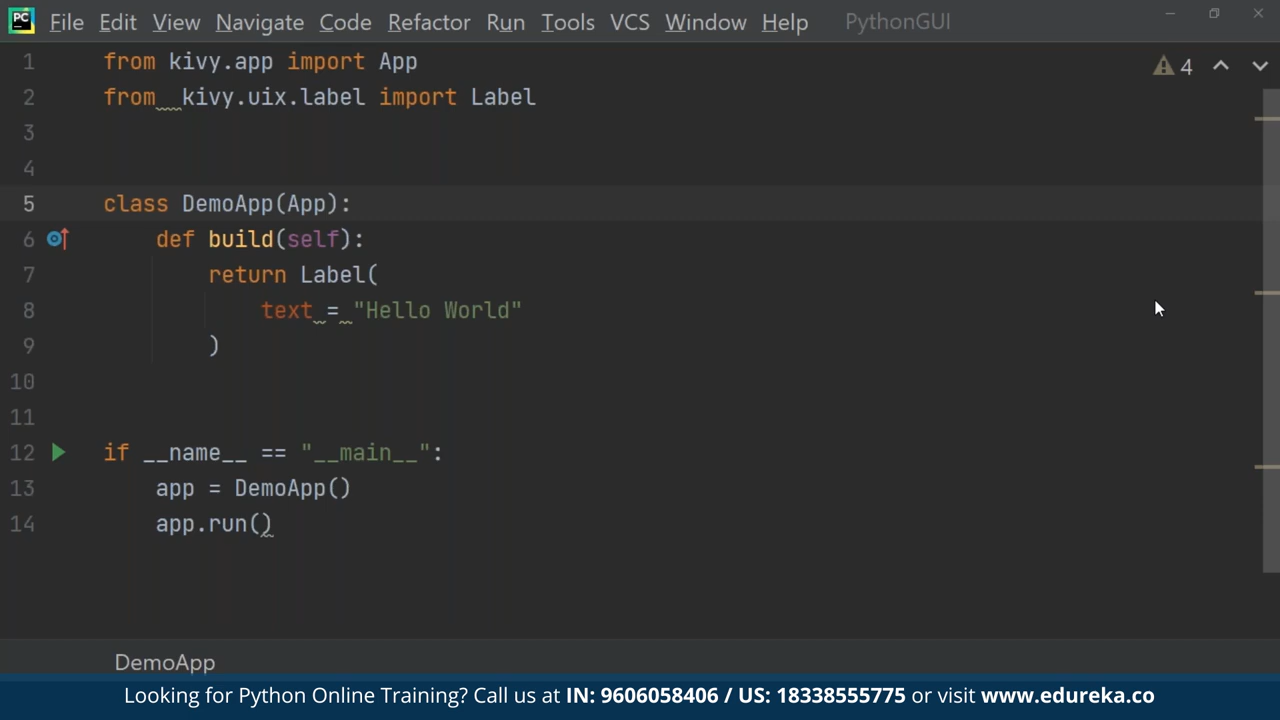 PC File Edit View Navigate Code Refactor Run Tools VCS Window Help PythonGUI
4
1 from kivy.app import App
2 from  kivy.uix.label import Label
3
4
5 class DemoApp(App):
6     def build(self):
7         return Label(
8             text = "Hello World"
9         )
10
11
12 if __name__ == "__main__":
13     app = DemoApp()
14     app.run()
DemoApp
Looking for Python Online Training? Call us at IN: 9606058406 / US: 18338555775 or visit www.edureka.co